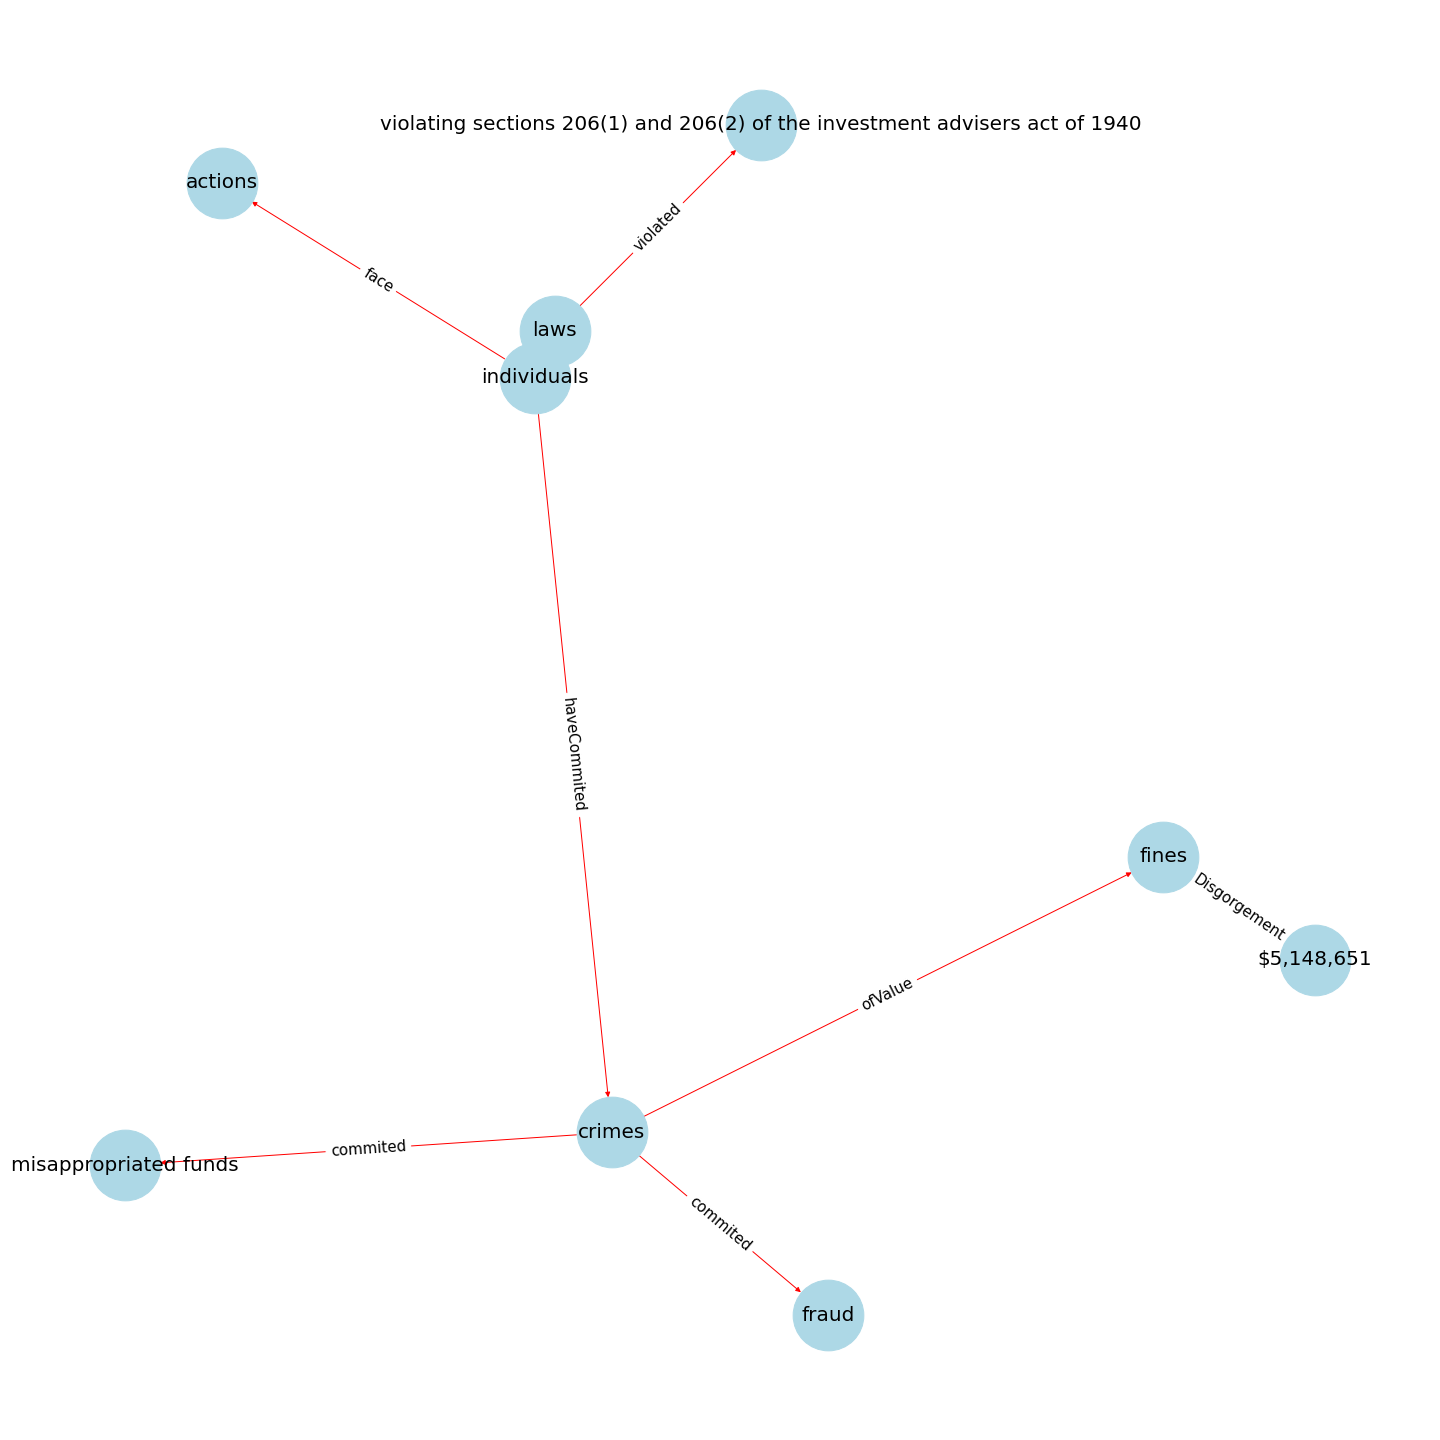 violating sections 206(1) and 206(2) of the investment advisers act of 1940
actions
violated
face
laws
individuals
haveCommited
fines
Disgorgement
$5,148,651
ofValue
crimes
commited
misappropriated funds
commited
fraud